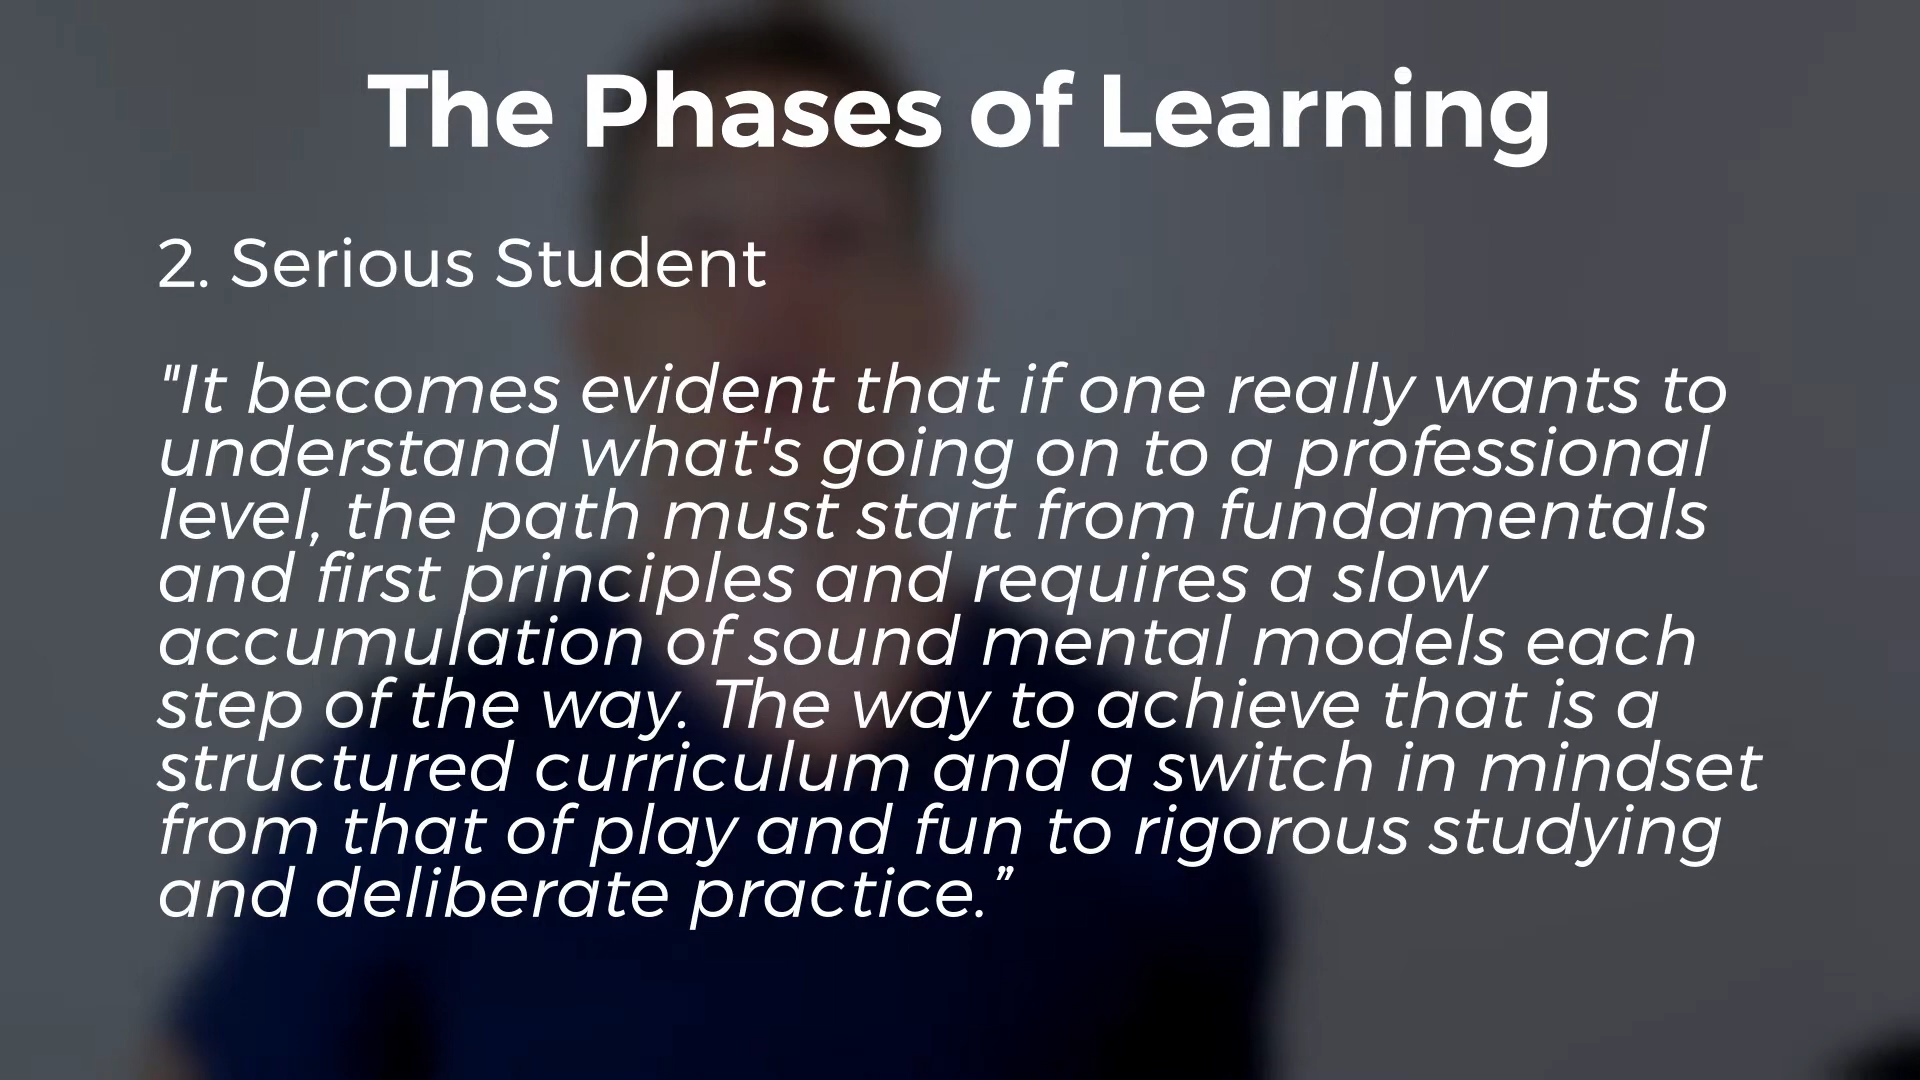 The Phases of Learning
2. Serious Student
"It becomes evident that if one really wants to
understand what's going on to a professional
level, the path must start from fundamentals
and first principles and requires a slow
accumulation of sound mental models each
step of the way. The way to achieve that is a
structured curriculum and a switch in mindset
from that of play and fun to rigorous studying
and deliberate practice.”